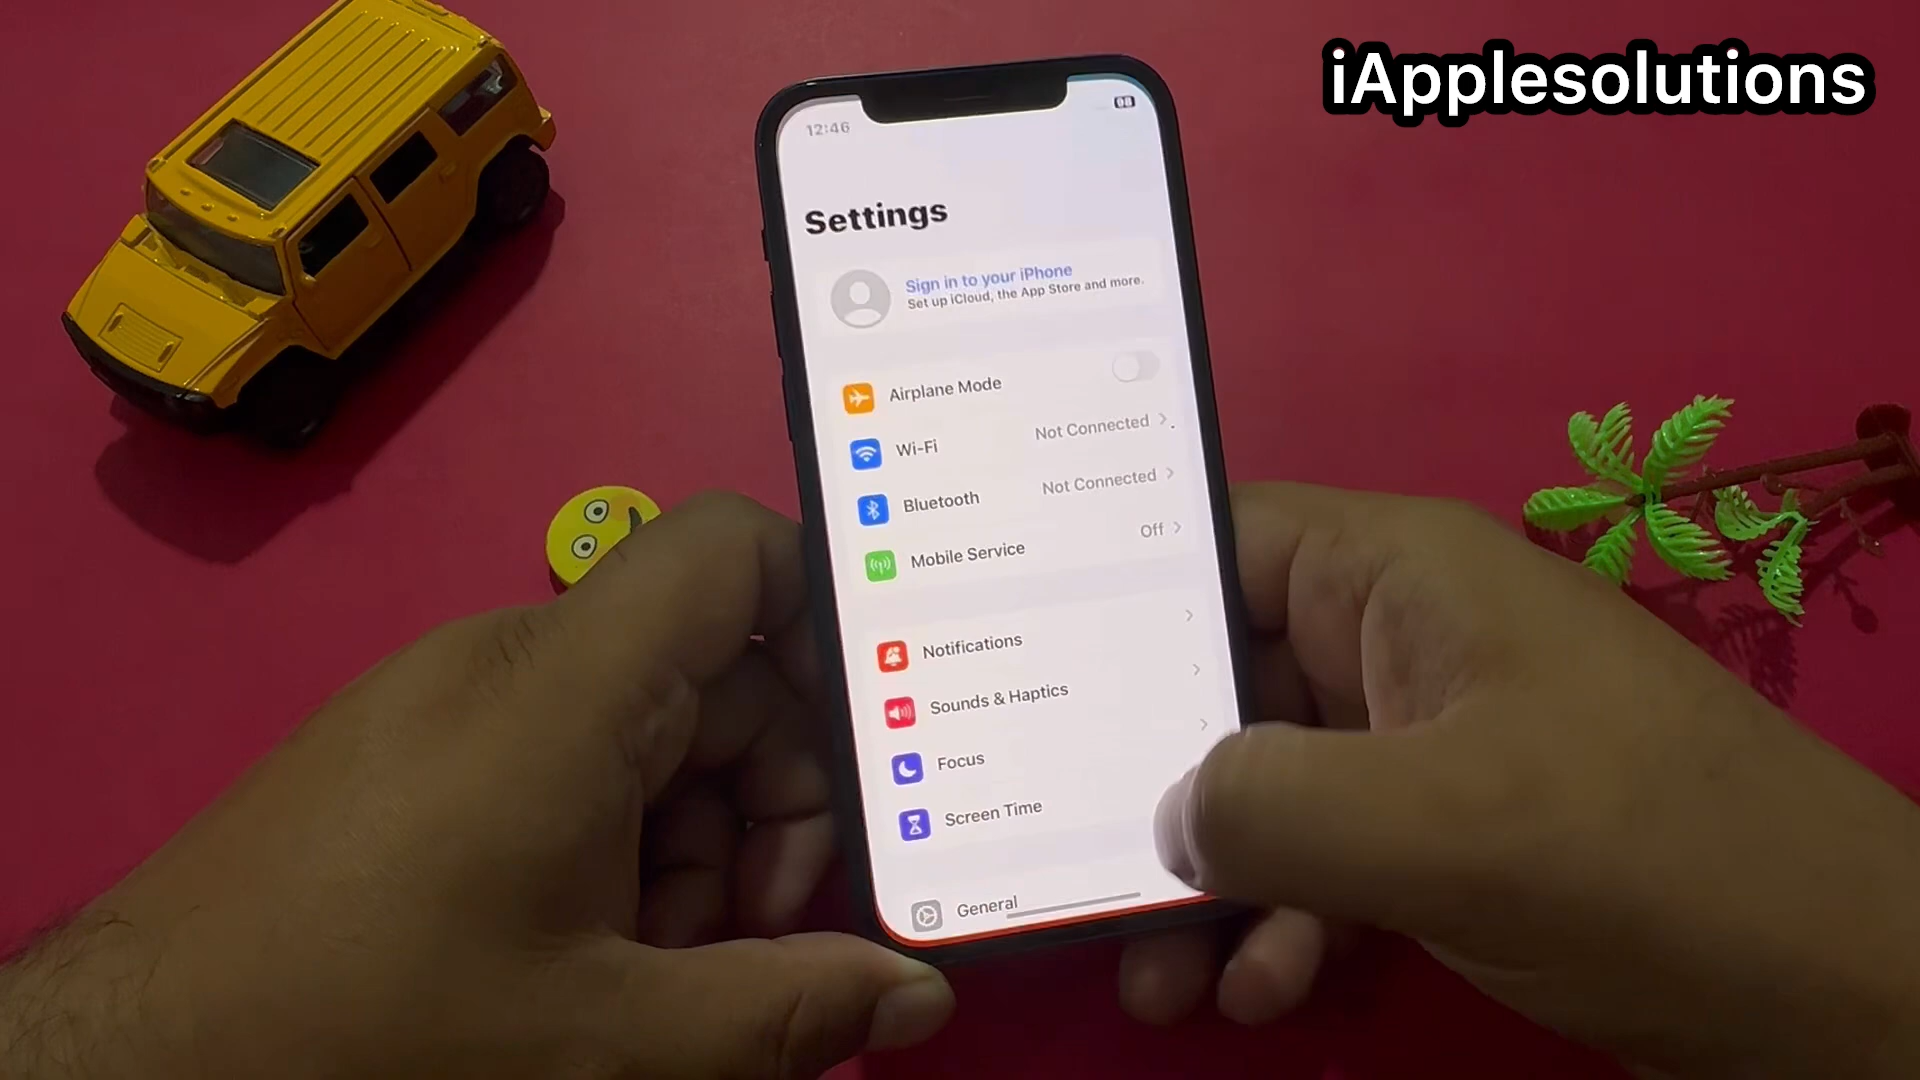 iApplesolutions
12:46
Settings
Sign in to your iPhone
Set up iCloud, the App Store and more.
Airplane Mode
Wi-Fi
Not Connected
Bluetooth
Not Connected
Mobile Service
Off
Notifications
Sounds & Haptics
Focus
Screen Time
General